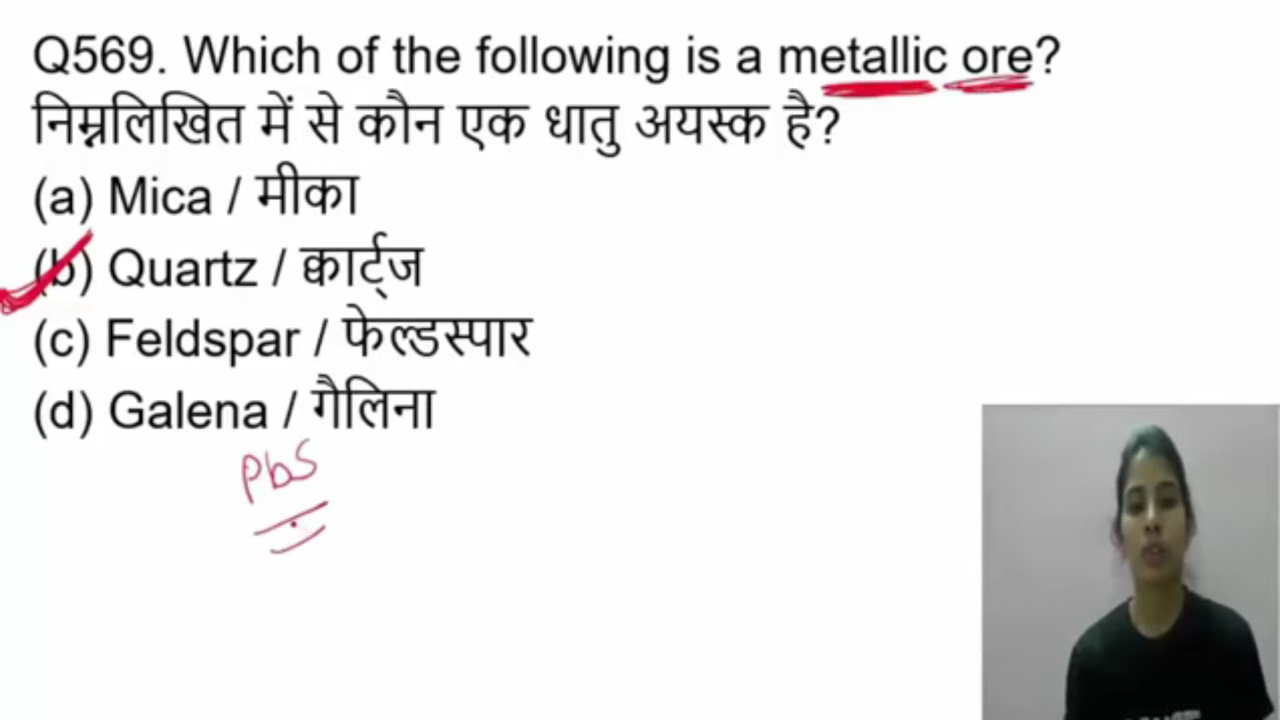 Q569. Which of the following is a metallic ore?
निम्नलिखित में से कौन एक धातु अयस्क है?
(a) Mica / मीका
(b) Quartz / क्वार्ट्ज
(c) Feldspar / फेल्डस्पार
(d) Galena / गैलिना
PbS